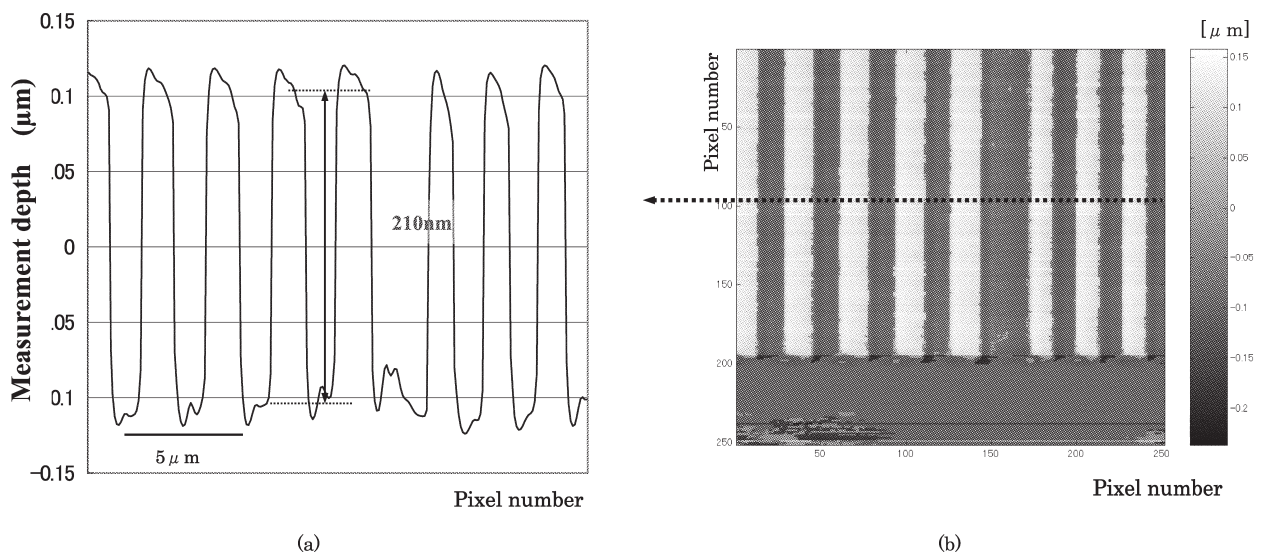 0.15
0.1
.05
0
.05
0.1
−0.15
Measurement depth (μm)
210nm
5 μ m
Pixel number
(a)
[ μ m]
Pixel number
50
100
150
200
250
50
100
150
200
250
Pixel number
0.15
0.1
0.05
0
-0.05
-0.1
-0.15
-0.2
(b)